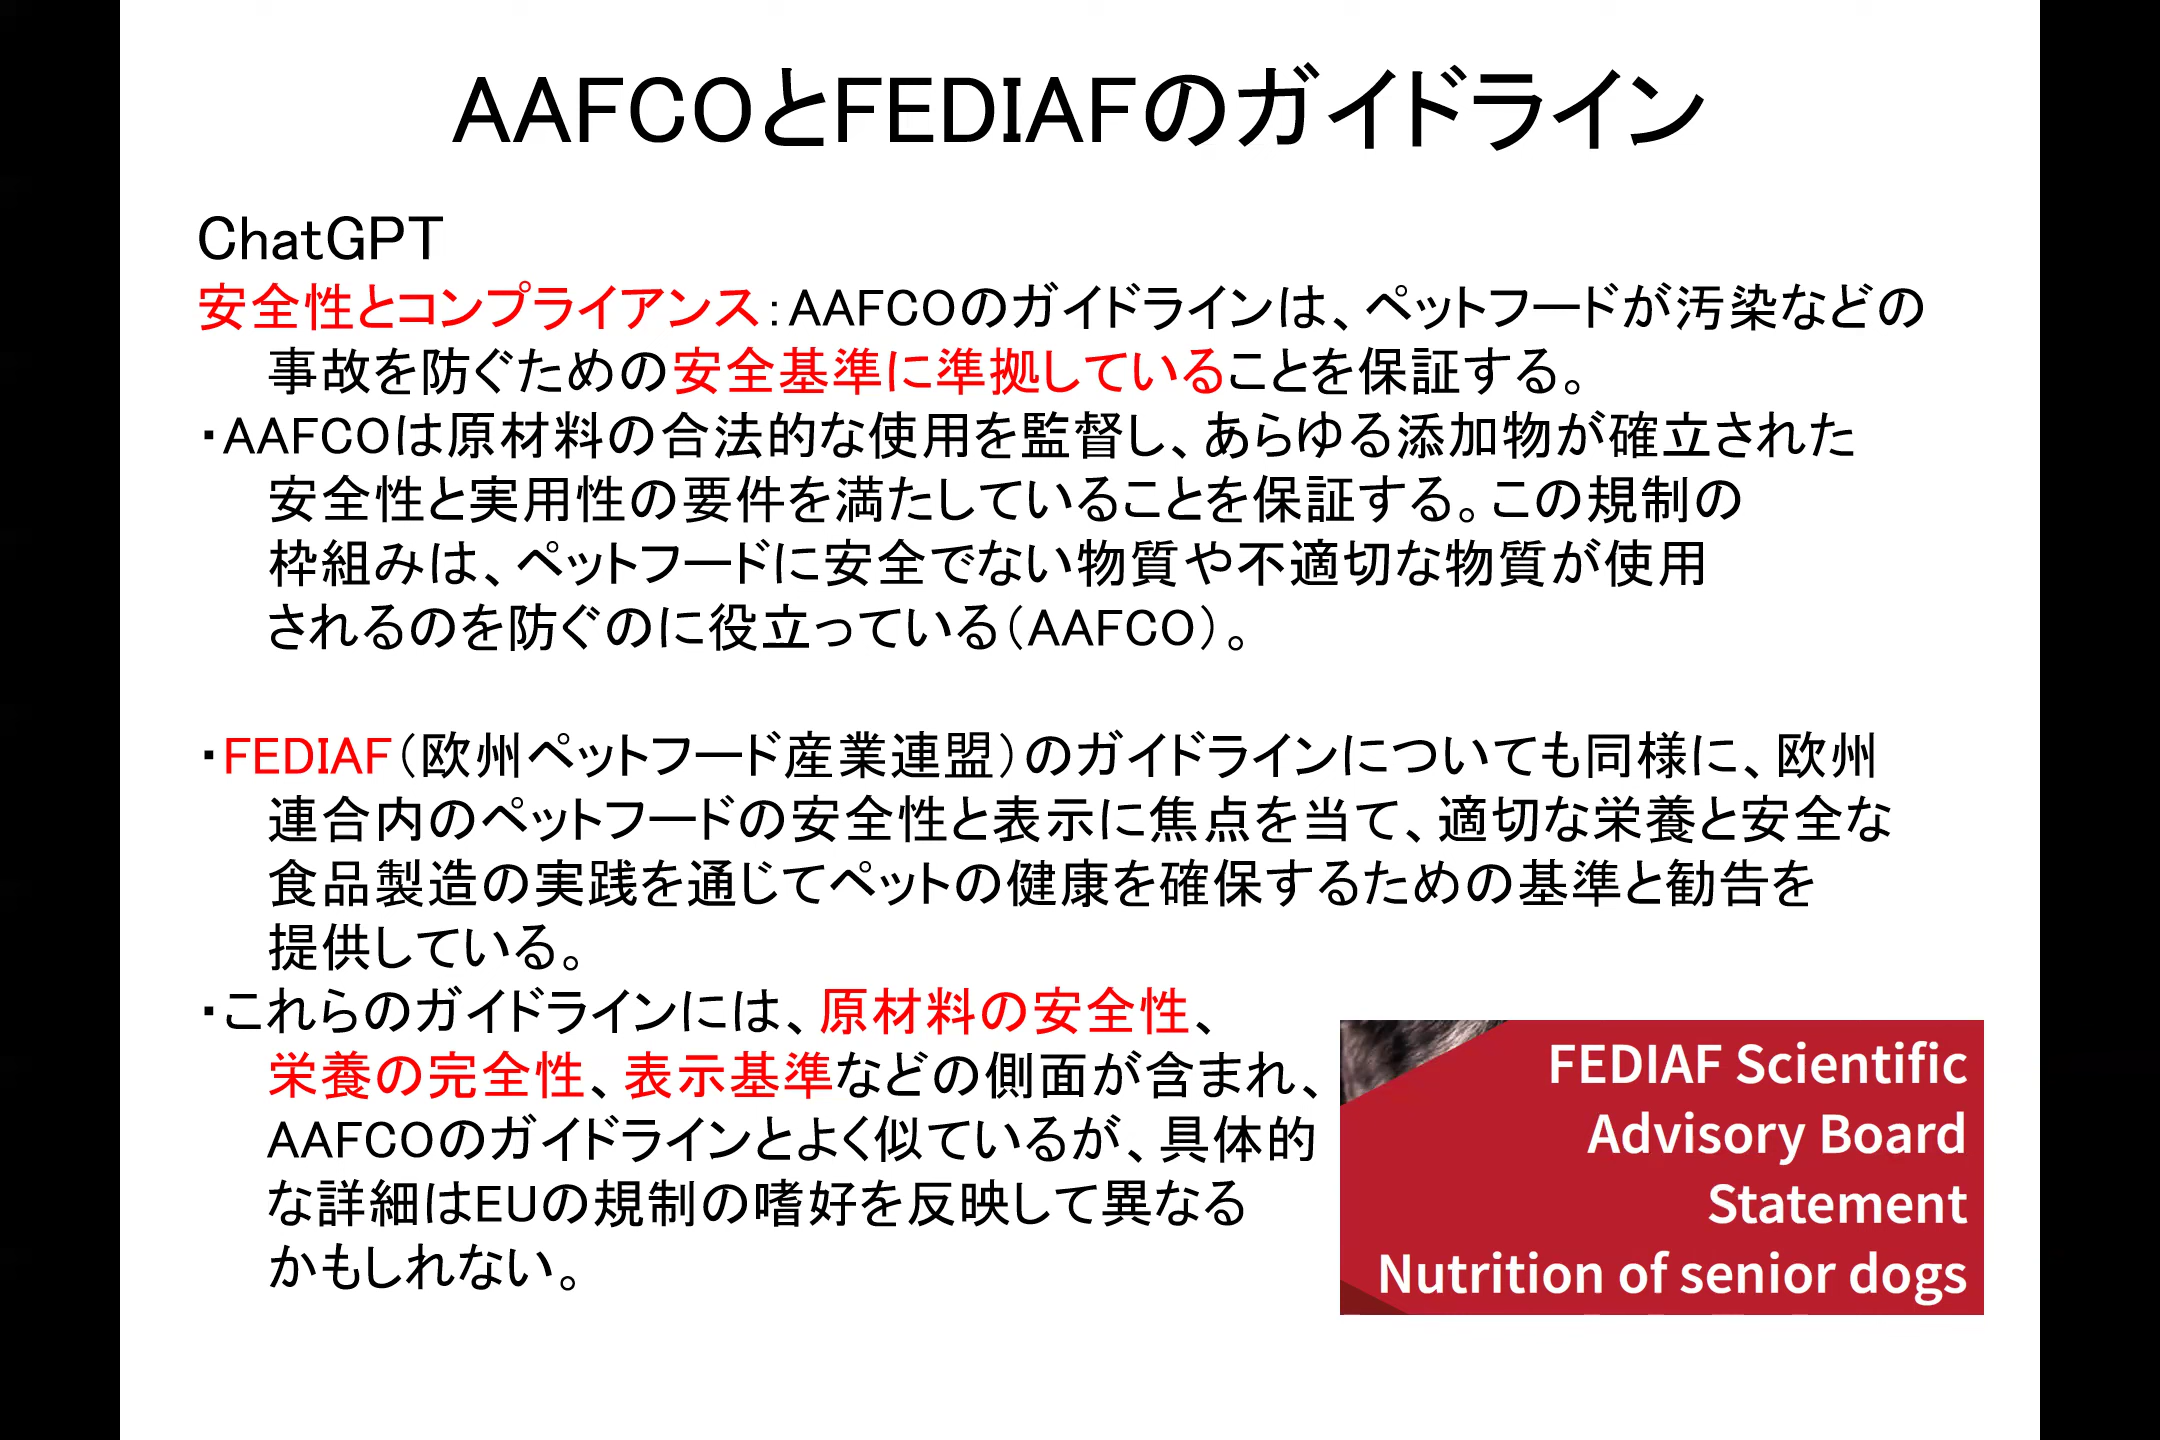 AAFCOとFEDIAFのガイドライン
ChatGPT
安全性とコンプライアンス：AAFCOのガイドラインは、ペットフードが汚染などの
事故を防ぐための安全基準に準拠していることを保証する。
・AAFCOは原材料の合法的な使用を監督し、あらゆる添加物が確立された
安全性と実用性の要件を満たしていることを保証する。この規制の
枠組みは、ペットフードに安全でない物質や不適切な物質が使用
されるのを防ぐのに役立っている（AAFCO）。
・FEDIAF（欧州ペットフード産業連盟）のガイドラインについても同様に、欧州
連合内のペットフードの安全性と表示に焦点を当て、適切な栄養と安全な
食品製造の実践を通じてペットの健康を確保するための基準と勧告を
提供している。
・これらのガイドラインには、原材料の安全性、
栄養の完全性、表示基準などの側面が含まれ、
AAFCOのガイドラインとよく似ているが、具体的
な詳細はEUの規制の嗜好を反映して異なる
かもしれない。
FEDIAF Scientific
Advisory Board
Statement
Nutrition of senior dogs